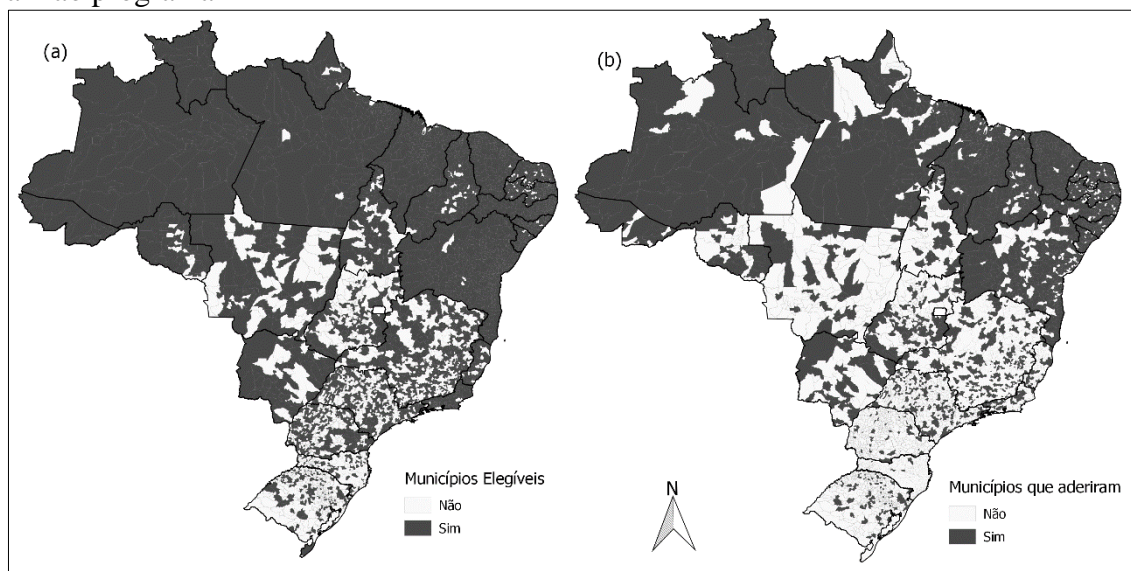 (a)
(b)
Municípios Elegíveis
Não
Sim
N
Municípios que aderiram
Não
Sim